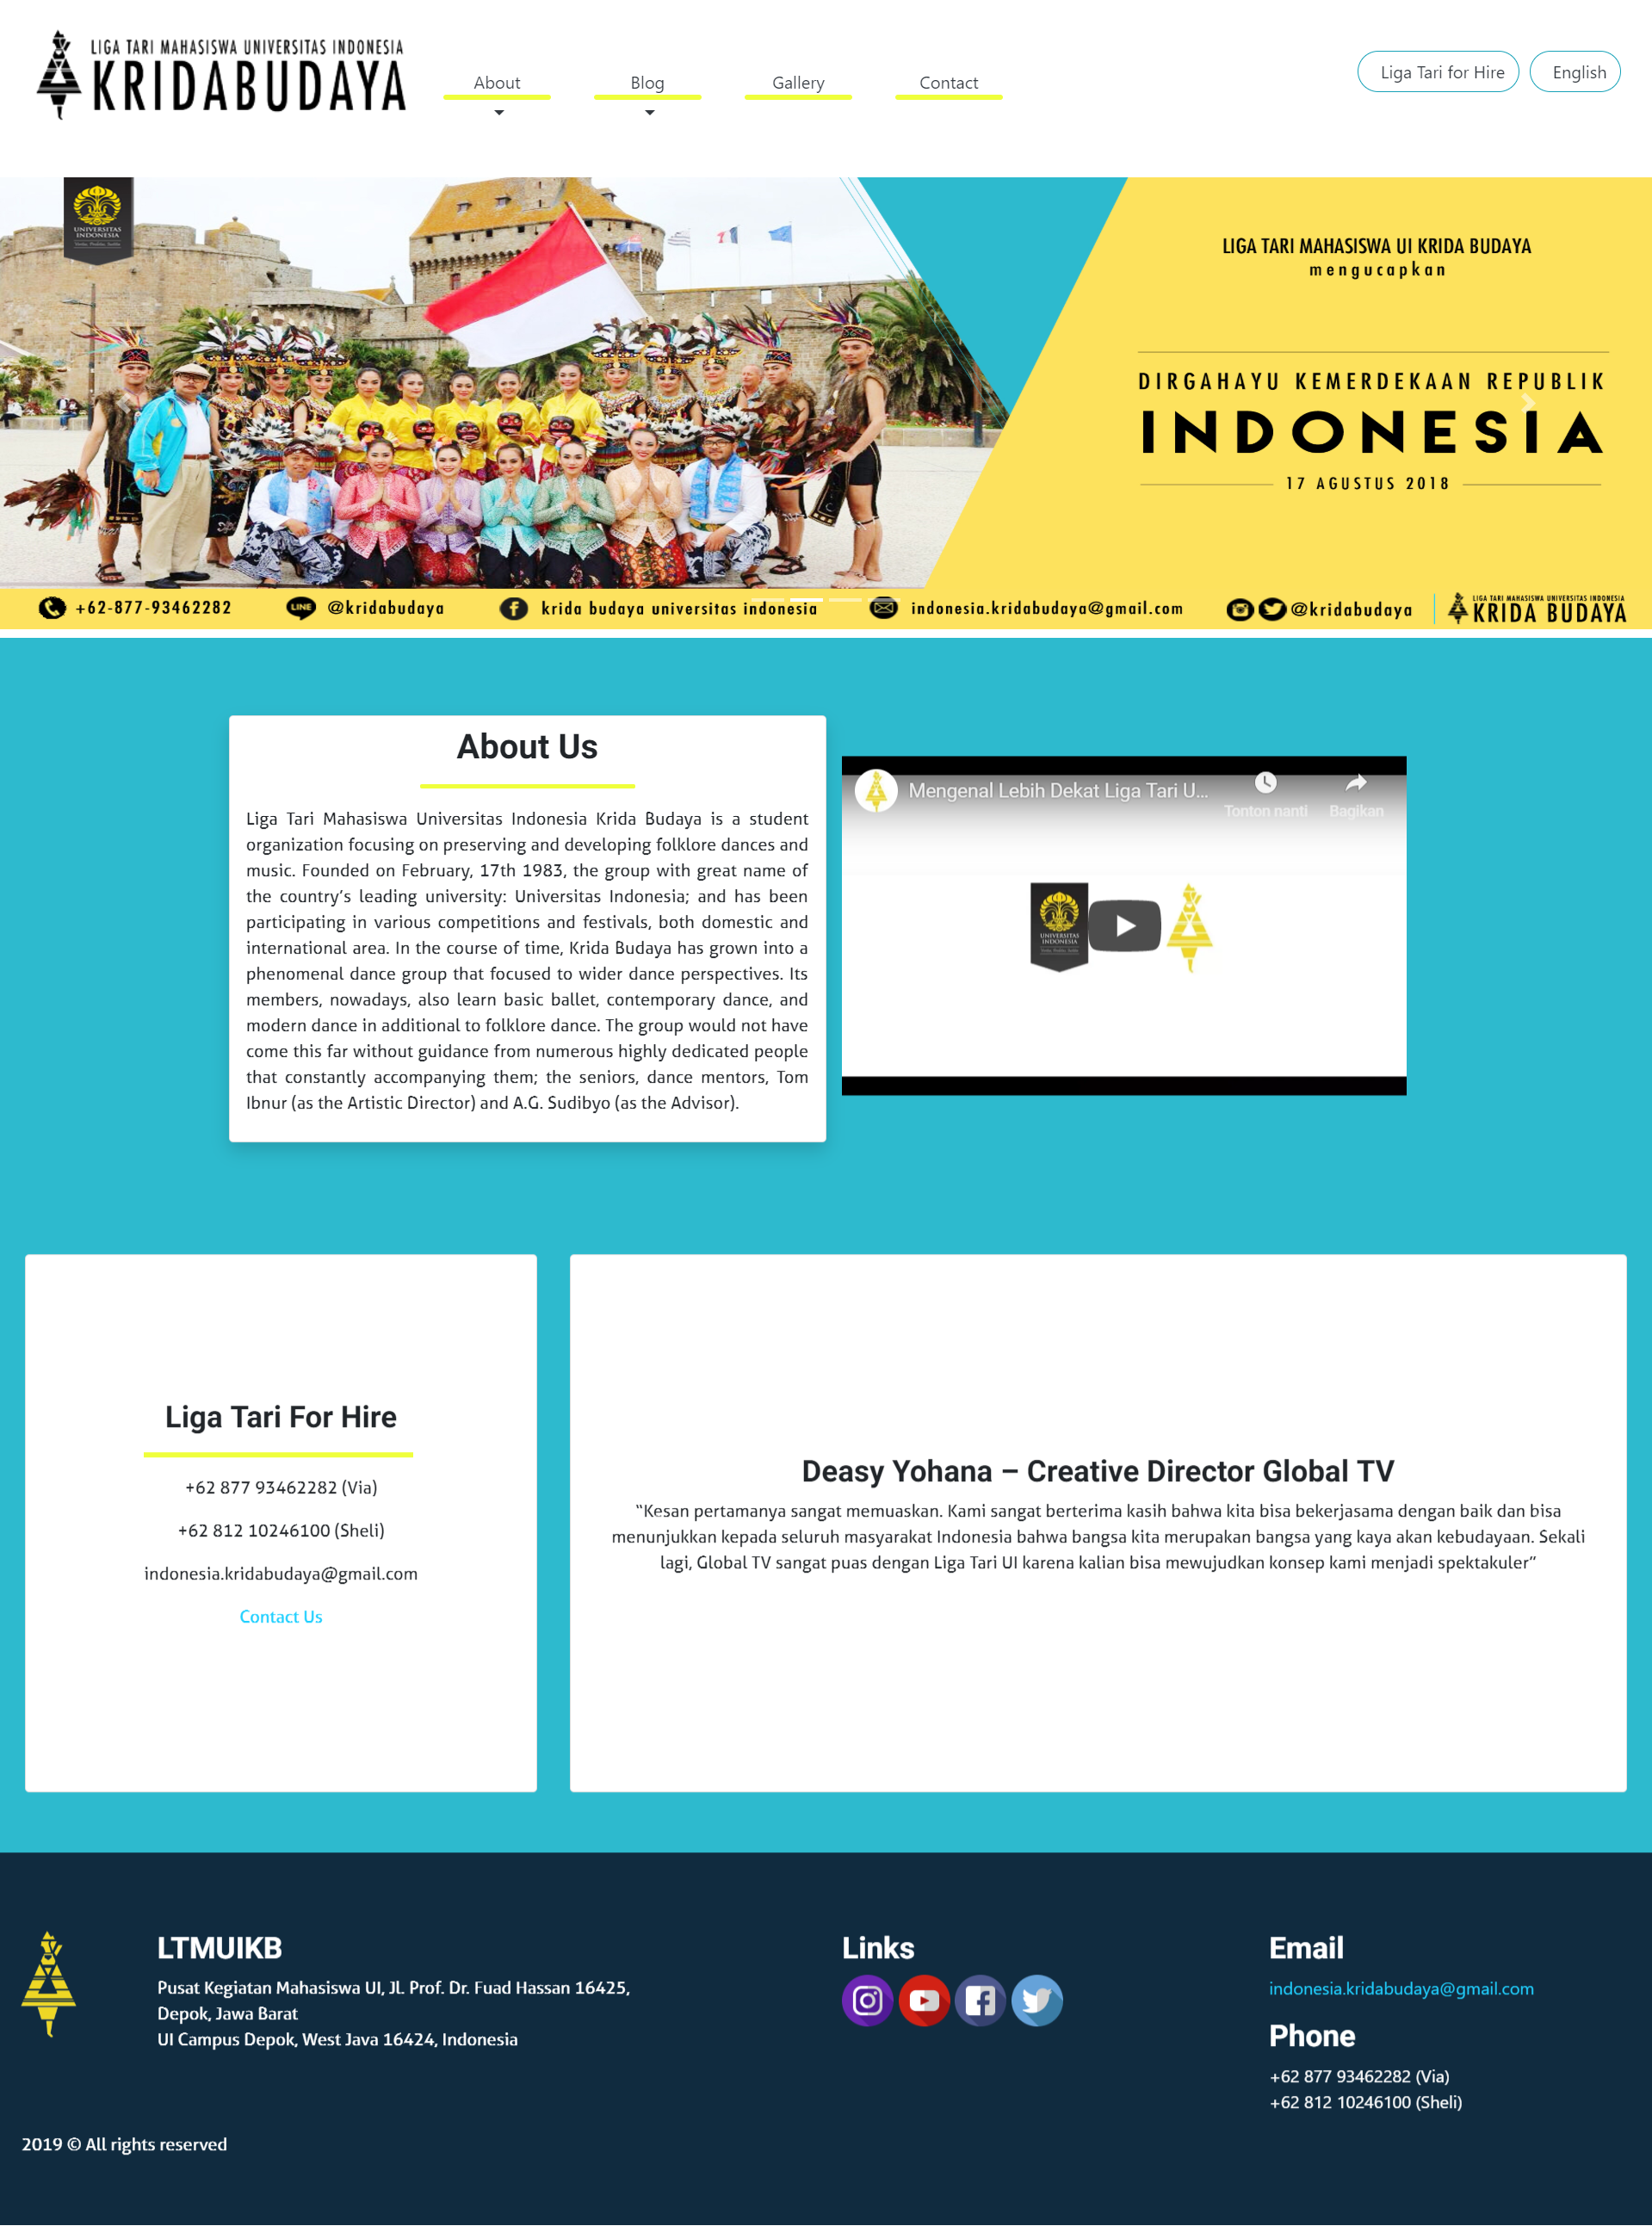 LIGA TARI MAHASISWA UNIVERSITAS INDONESIA
KRIDABUDAYA
About
Blog
Gallery
Contact
Liga Tari for Hire
English
UNIVERSITAS
INDONESIA
LIGA TARI MAHASISWA UI KRIDA BUDAYA
mengucapkan
DIRGAHAYU KEMERDEKAAN REPUBLIK
INDONESIA
17 AGUSTUS 2018
+62-877-93462282
LINE
@kridabudaya
krida budaya universitas indonesia
indonesia.kridabudaya@gmail.com
@kridabudaya
LIGA TARI MAHASISWA UNIVERSITAS INDONESIA
KRIDA BUDAYA
About Us
Liga Tari Mahasiswa Universitas Indonesia Krida Budaya is a student
organization focusing on preserving and developing folklore dances and
music. Founded on February, 17th 1983, the group with great name of
the country’s leading university: Universitas Indonesia; and has been
participating in various competitions and festivals, both domestic and
international area. In the course of time, Krida Budaya has grown into a
phenomenal dance group that focused to wider dance perspectives. Its
members, nowadays, also learn basic ballet, contemporary dance, and
modern dance in additional to folklore dance. The group would not have
come this far without guidance from numerous highly dedicated people
that constantly accompanying them; the seniors, dance mentors, Tom
Ibnur (as the Artistic Director) and A.G. Sudibyo (as the Advisor).
Mengenal Lebih Dekat Liga Tari U...
Tonton nanti
Bagikan
UNIVERSITAS
INDONESIA
Liga Tari For Hire
+62 877 93462282 (Via)
+62 812 10246100 (Sheli)
indonesia.kridabudaya@gmail.com
Contact Us
Deasy Yohana – Creative Director Global TV
“Kesan pertamanya sangat memuaskan. Kami sangat berterima kasih bahwa kita bisa bekerjasama dengan baik dan bisa
menunjukkan kepada seluruh masyarakat Indonesia bahwa bangsa kita merupakan bangsa yang kaya akan kebudayaan. Sekali
lagi, Global TV sangat puas dengan Liga Tari UI karena kalian bisa mewujudkan konsep kami menjadi spektakuler”
LTMUIKB
Pusat Kegiatan Mahasiswa UI, Jl. Prof. Dr. Fuad Hassan 16425,
Depok, Jawa Barat
UI Campus Depok, West Java 16424, Indonesia
Links
Email
indonesia.kridabudaya@gmail.com
Phone
+62 877 93462282 (Via)
+62 812 10246100 (Sheli)
2019 © All rights reserved